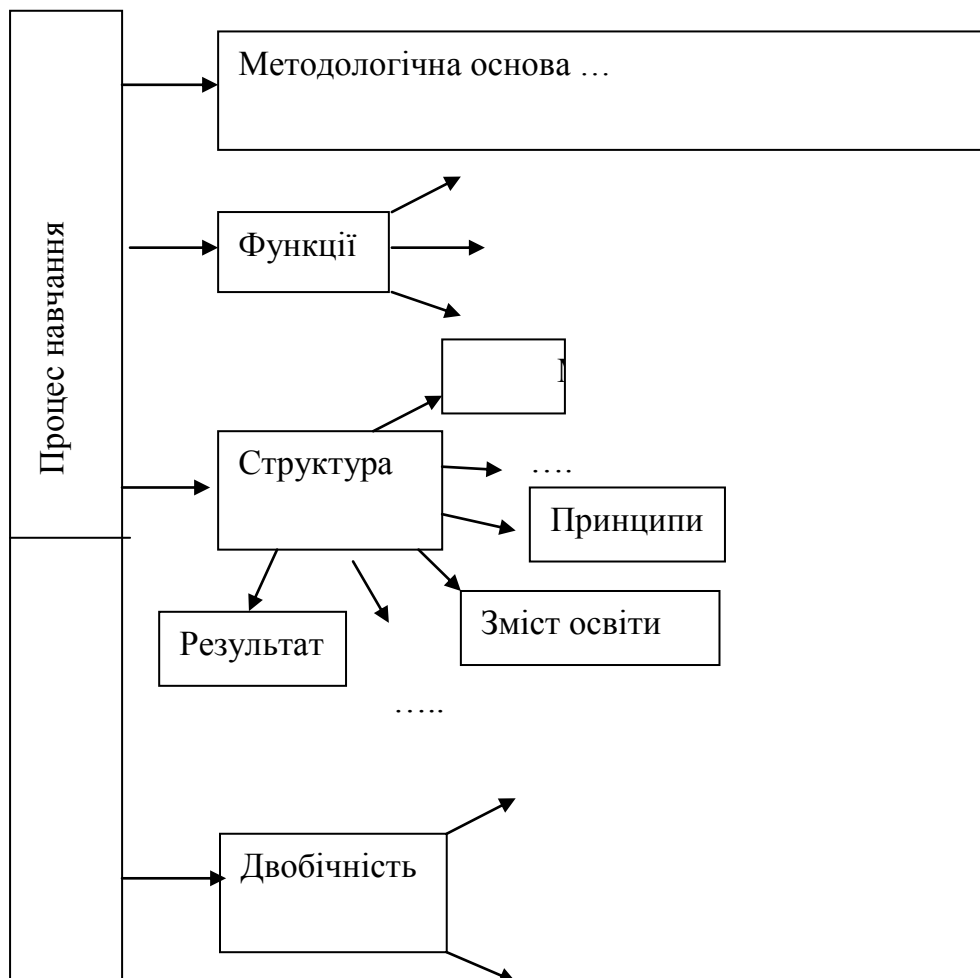 Методологічна основа …
Процес навчання
Функції
Структура
….
Принципи
Зміст освіти
Результат
…..
Двобічність